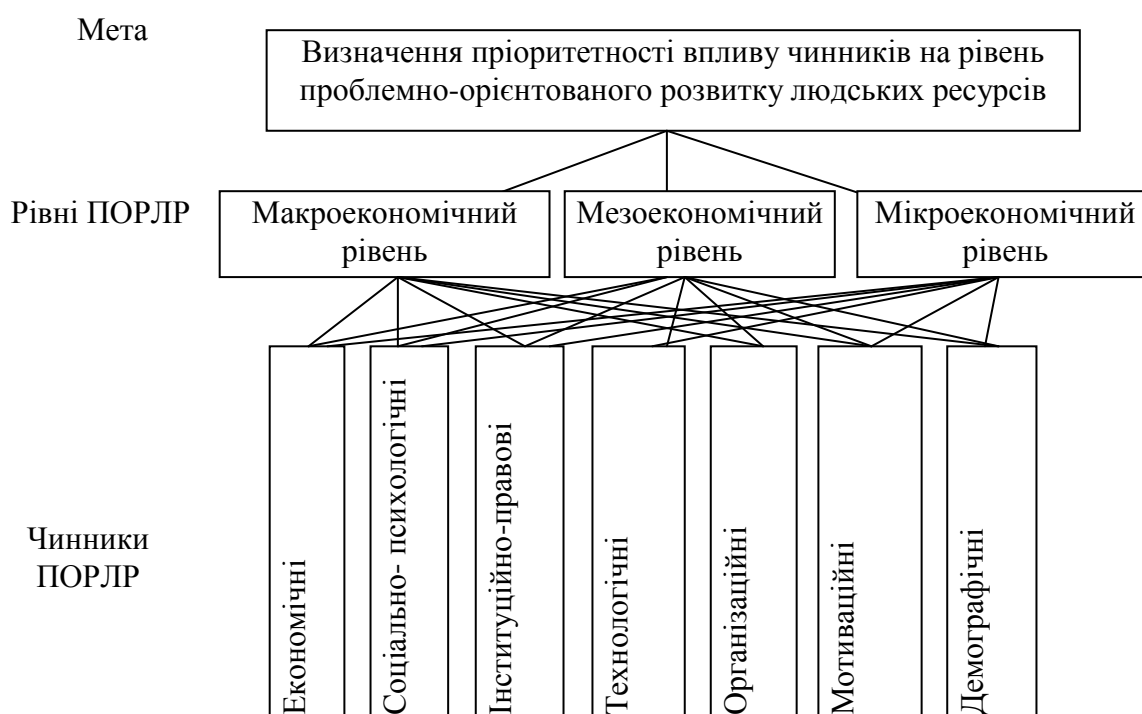 Мета
Визначення пріоритетності впливу чинників на рівень
проблемно-орієнтованого розвитку людських ресурсів
Рівні ПОРЛР
Макроекономічний
рівень
Мезоекономічний
рівень
Мікроекономічний
рівень
Чинники
ПОРЛР
Економічні
Соціально- психологічні
Інституційно-правові
Технологічні
Організаційні
Мотиваційні
Демографічні